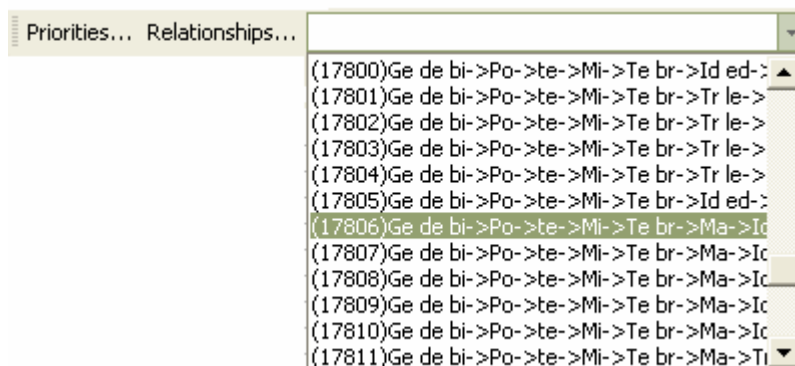 Priorities... Relationships...
(17800)Ge de bi->Po->te->Mi->Te br->Id ed->
(17801)Ge de bi->Po->te->Mi->Te br->Tr le->
(17802)Ge de bi->Po->te->Mi->Te br->Tr le->
(17803)Ge de bi->Po->te->Mi->Te br->Tr le->
(17804)Ge de bi->Po->te->Mi->Te br->Tr le->
(17805)Ge de bi->Po->te->Mi->Te br->Id ed->
(17806)Ge de bi->Po->te->Mi->Te br->Ma->Id
(17807)Ge de bi->Po->te->Mi->Te br->Ma->Id
(17808)Ge de bi->Po->te->Mi->Te br->Ma->Id
(17809)Ge de bi->Po->te->Mi->Te br->Ma->Id
(17810)Ge de bi->Po->te->Mi->Te br->Ma->Id
(17811)Ge de bi->Po->te->Mi->Te br->Ma->Tr